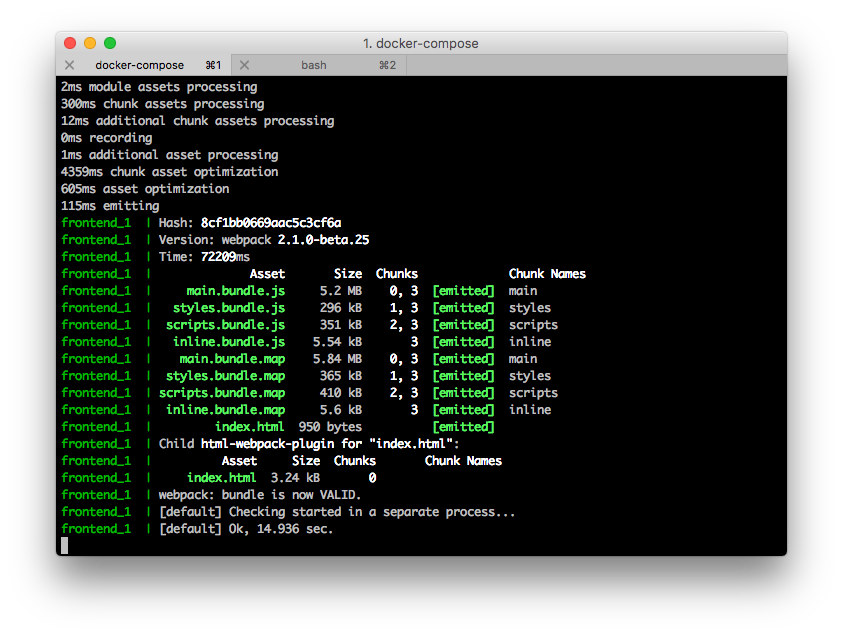 1. docker-compose
docker-compose ⌘1 bash ⌘2
2ms module assets processing
300ms chunk assets processing
12ms additional chunk assets processing
0ms recording
1ms additional asset processing
4359ms chunk asset optimization
605ms asset optimization
115ms emitting
frontend_1 | Hash: 8cf1bb0669aac5c3cf6a
frontend_1 | Version: webpack 2.1.0-beta.25
frontend_1 | Time: 72209ms
frontend_1 | Asset Size Chunks Chunk Names
frontend_1 | main.bundle.js 5.2 MB 0, 3 [emitted] main
frontend_1 | styles.bundle.js 296 kB 1, 3 [emitted] styles
frontend_1 | scripts.bundle.js 351 kB 2, 3 [emitted] scripts
frontend_1 | inline.bundle.js 5.54 kB 3 [emitted] inline
frontend_1 | main.bundle.map 5.84 MB 0, 3 [emitted] main
frontend_1 | styles.bundle.map 365 kB 1, 3 [emitted] styles
frontend_1 | scripts.bundle.map 410 kB 2, 3 [emitted] scripts
frontend_1 | inline.bundle.map 5.6 kB 3 [emitted] inline
frontend_1 | index.html 950 bytes [emitted]
frontend_1 | Child html-webpack-plugin for "index.html":
frontend_1 | Asset Size Chunks Chunk Names
frontend_1 | index.html 3.24 kB 0
frontend_1 | webpack: bundle is now VALID.
frontend_1 | [default] Checking started in a separate process...
frontend_1 | [default] Ok, 14.936 sec.